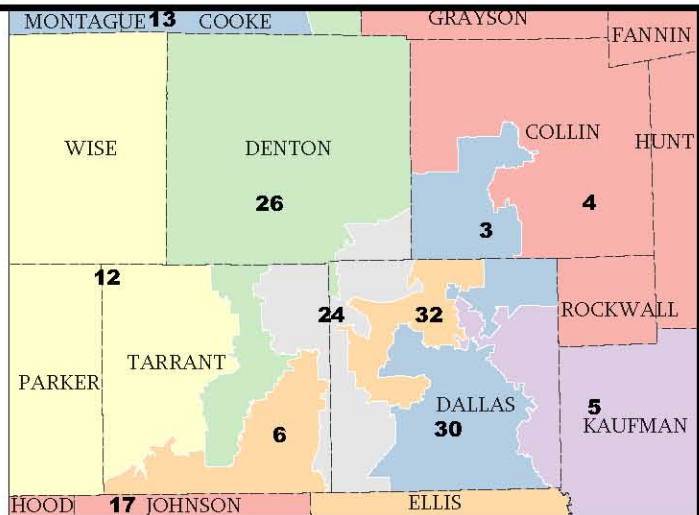 MONTAGUE 13 COOKE GRAYSON
FANNIN
WISE DENTON COLLIN HUNT
26 3 4
12
24 32 ROCKWALL
PARKER TARRANT
6 DALLAS 5
30 KAUFMAN
HOOD 17 JOHNSON ELLIS